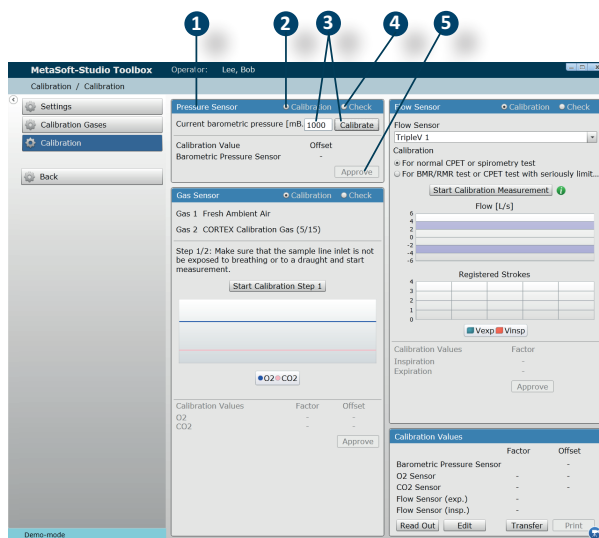 1 2 3 4 5
MetaSoft-Studio Toolbox Operator: Lee, Bob
Calibration / Calibration
Settings
Calibration Gases
Calibration
Back
Pressure Sensor Calibration Check
Current barometric pressure [mB. 1000 Calibrate
Calibration Value Offset
Barometric Pressure Sensor -
Approve
Gas Sensor Calibration Check
Gas 1 Fresh Ambient Air
Gas 2 CORTEX Calibration Gas (5/15)
Step 1/2: Make sure that the sample line inlet is not
be exposed to breathing or to a draught and start
measurement.
Start Calibration Step 1
O2 CO2
Calibration Values Factor Offset
O2 - -
CO2 - -
Approve
Flow Sensor Calibration Check
Flow Sensor
TripleV 1
Calibration
For normal CPET or spirometry test
For BMR/RMR test or CPET test with seriously limit...
Start Calibration Measurement i
Flow [L/s]
6
4
2
0
-2
-4
-6
Registered Strokes
4
3
2
1
0
Vexp Vinsp
Calibration Values Factor
Inspiration -
Expiration -
Approve
Calibration Values
Factor Offset
Barometric Pressure Sensor -
O2 Sensor - -
CO2 Sensor - -
Flow Sensor (exp.) -
Flow Sensor (insp.) -
Read Out Edit Transfer Print
Demo-mode